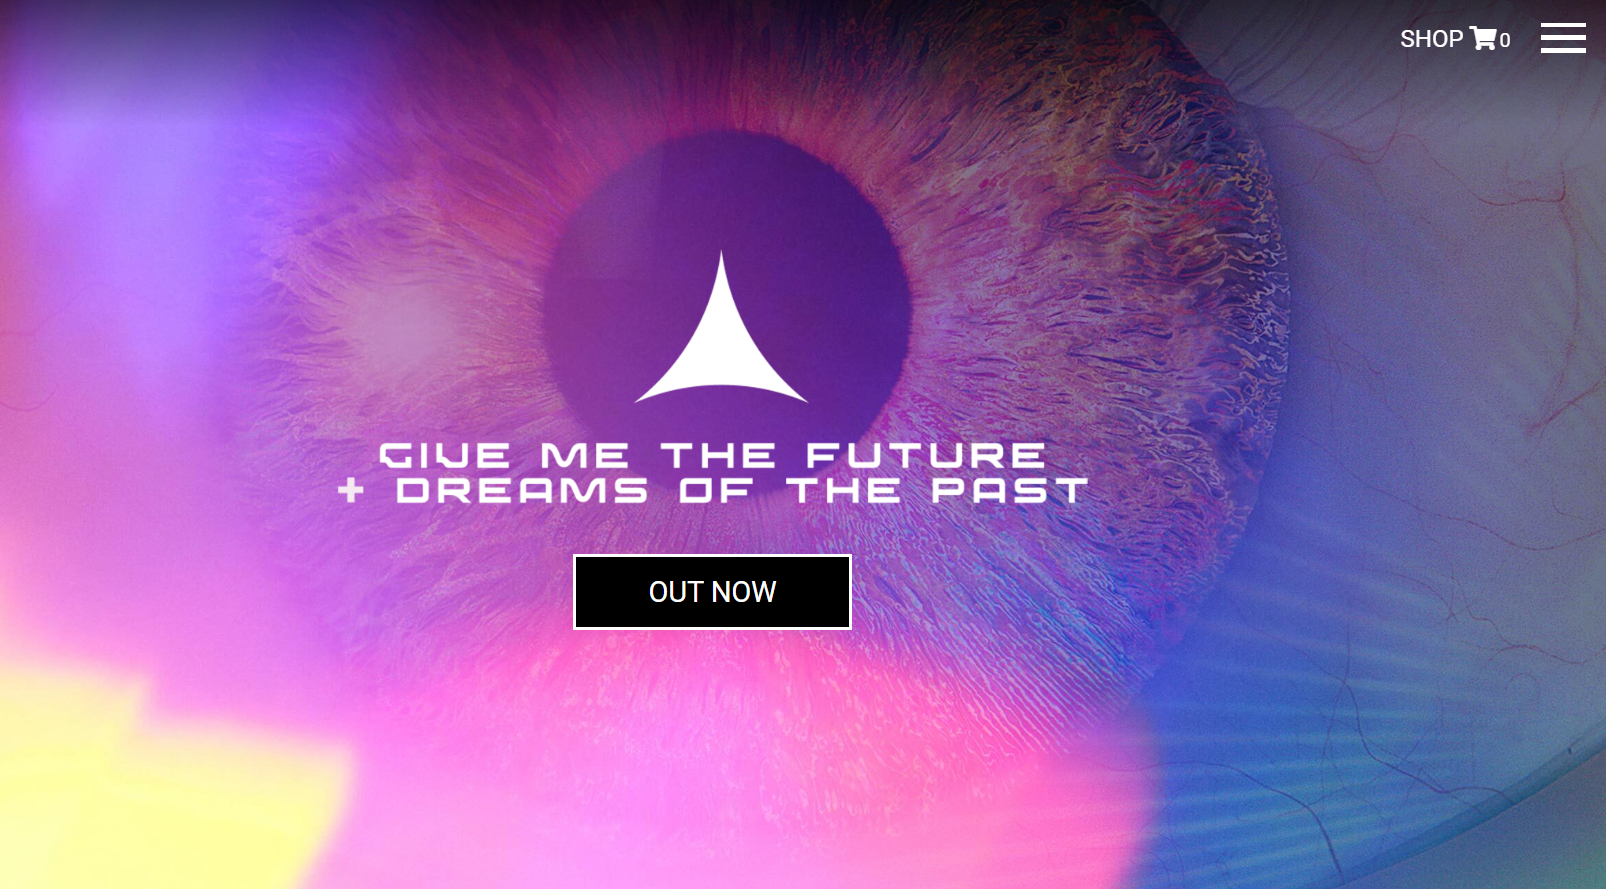 SHOP 0
GIVE ME THE FUTURE
+ DREAMS OF THE PAST
OUT NOW